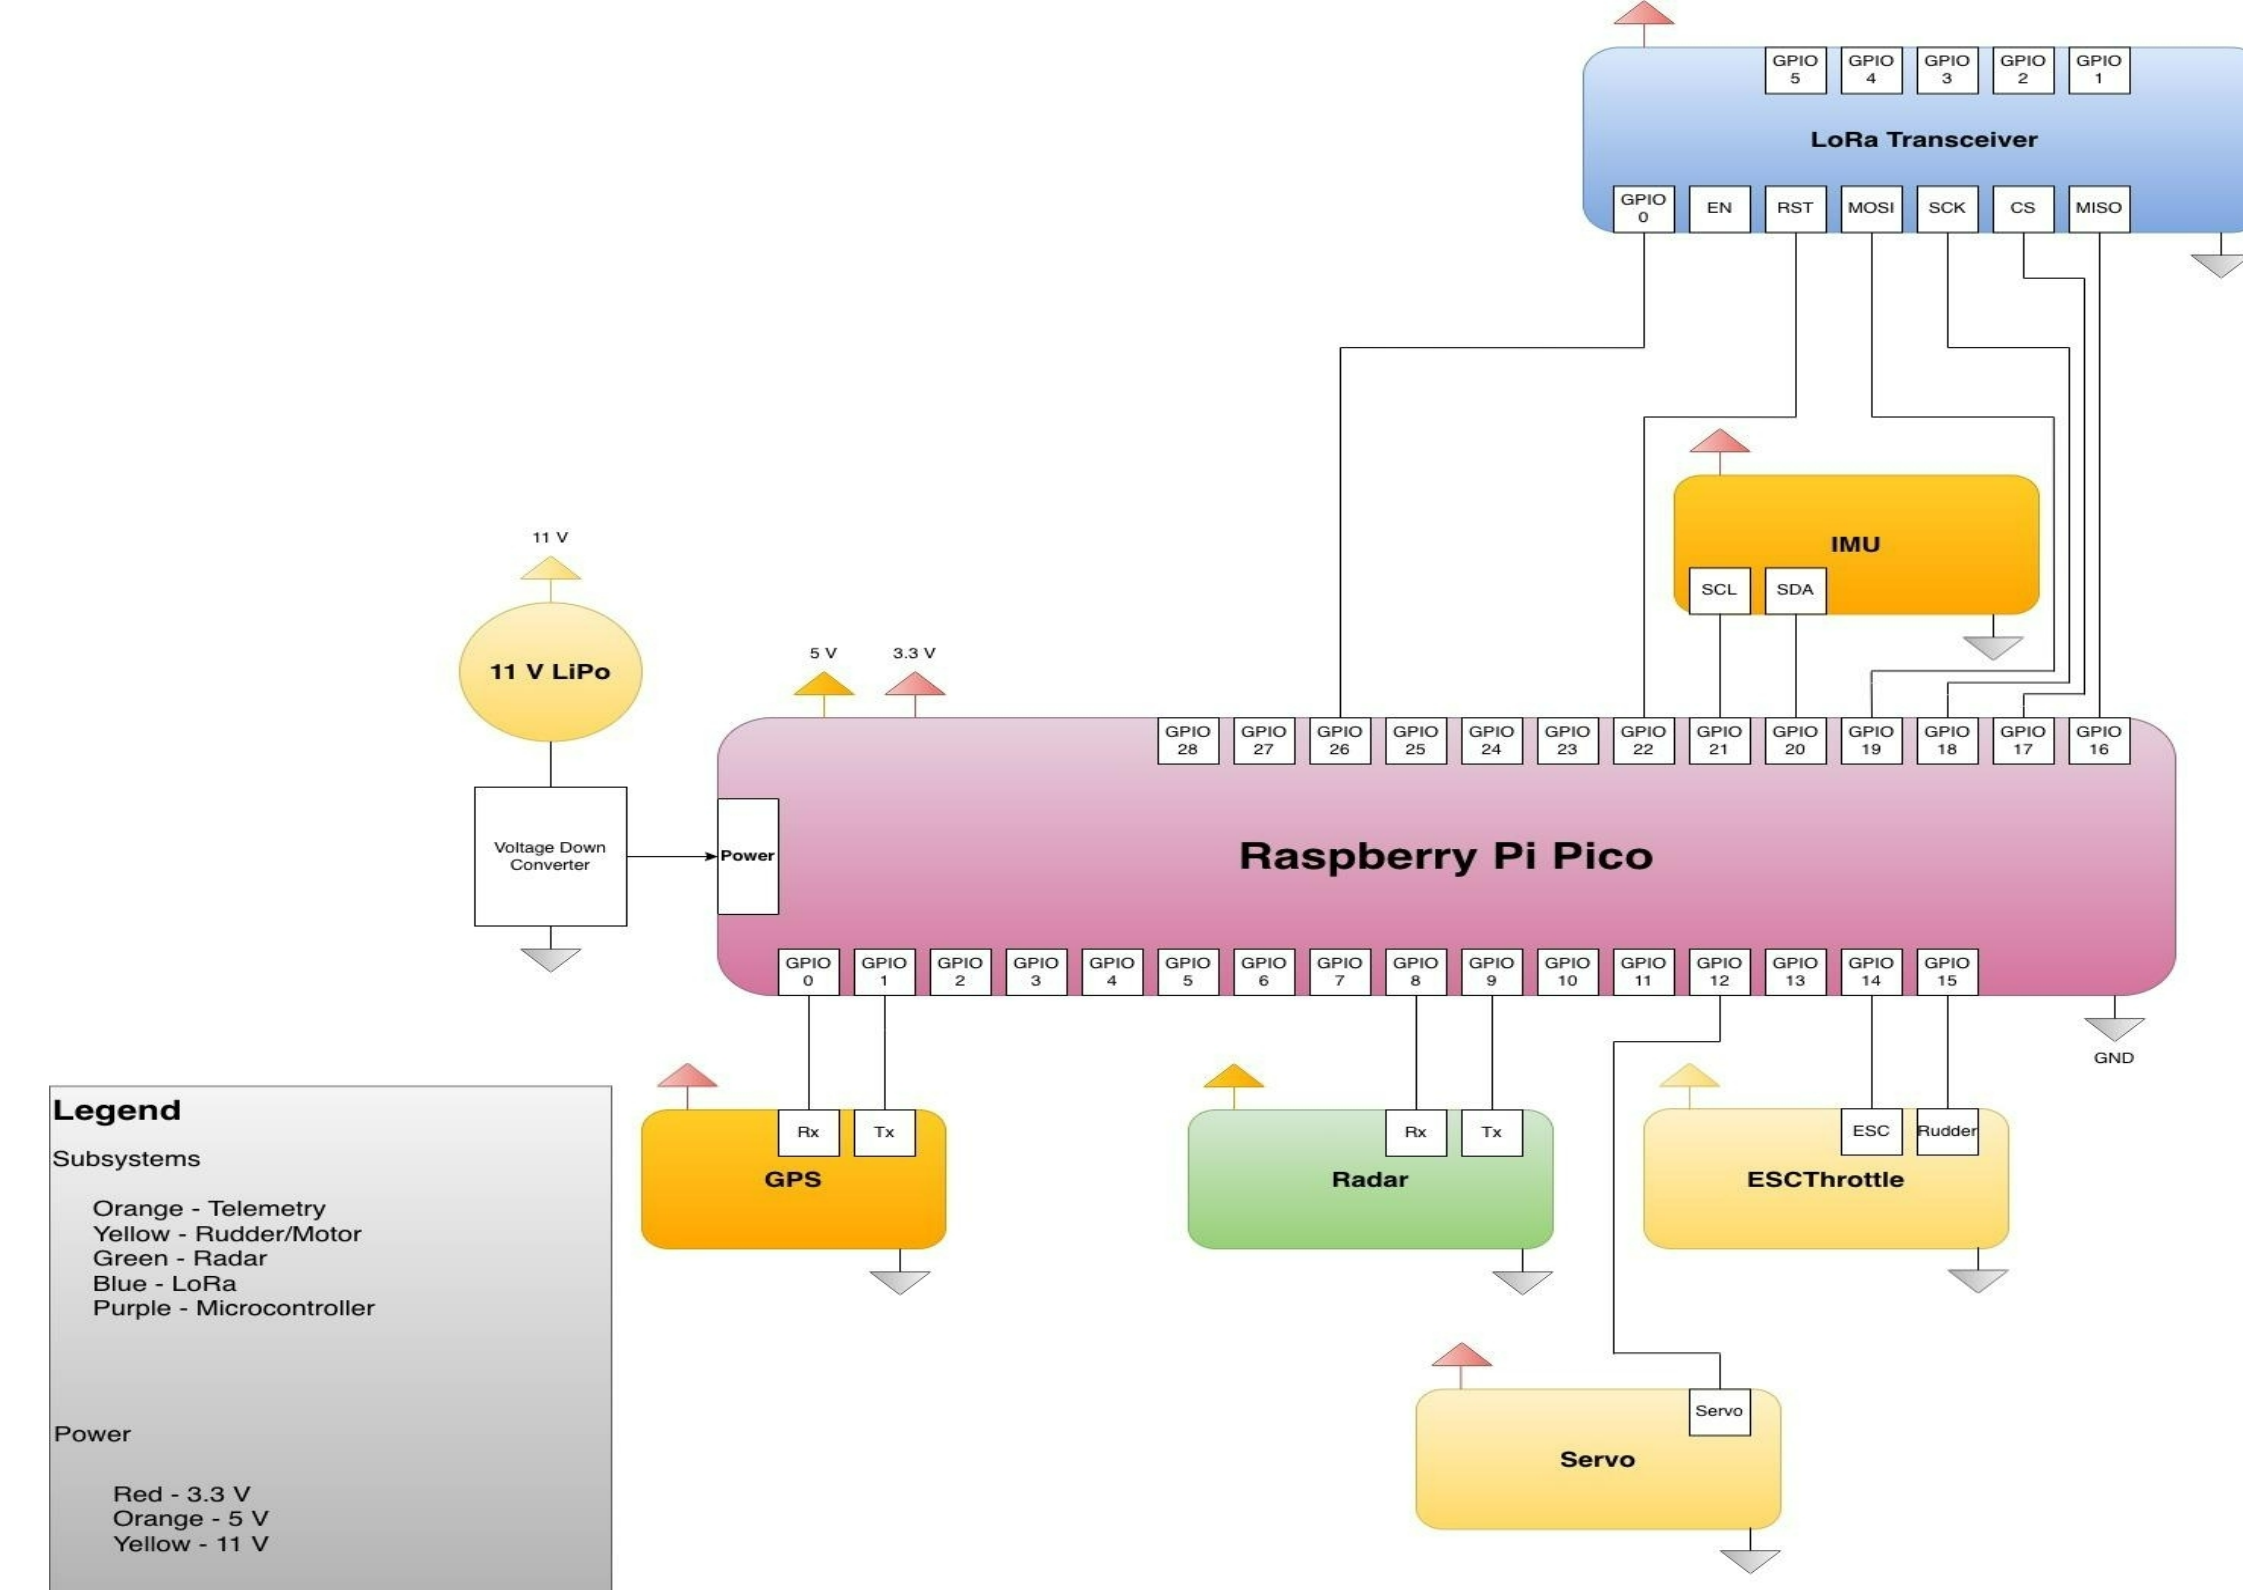 GPIO
5
GPIO
4
GPIO
3
GPIO
2
GPIO
1
LoRa Transceiver
GPIO
0
EN
RST
MOSI
SCK
CS
MISO
IMU
SCL
SDA
11 V
11 V LiPo
5 V
3.3 V
GPIO
28
GPIO
27
GPIO
26
GPIO
25
GPIO
24
GPIO
23
GPIO
22
GPIO
21
GPIO
20
GPIO
19
GPIO
18
GPIO
17
GPIO
16
Voltage Down
Converter
Power
Raspberry Pi Pico
GPIO
0
GPIO
1
GPIO
2
GPIO
3
GPIO
4
GPIO
5
GPIO
6
GPIO
7
GPIO
8
GPIO
9
GPIO
10
GPIO
11
GPIO
12
GPIO
13
GPIO
14
GPIO
15
GND
Rx
Tx
GPS
Rx
Tx
Radar
ESC
Rudder
ESCThrottle
Servo
Servo
Legend
Subsystems
Orange - Telemetry
Yellow - Rudder/Motor
Green - Radar
Blue - LoRa
Purple - Microcontroller
Power
Red - 3.3 V
Orange - 5 V
Yellow - 11 V